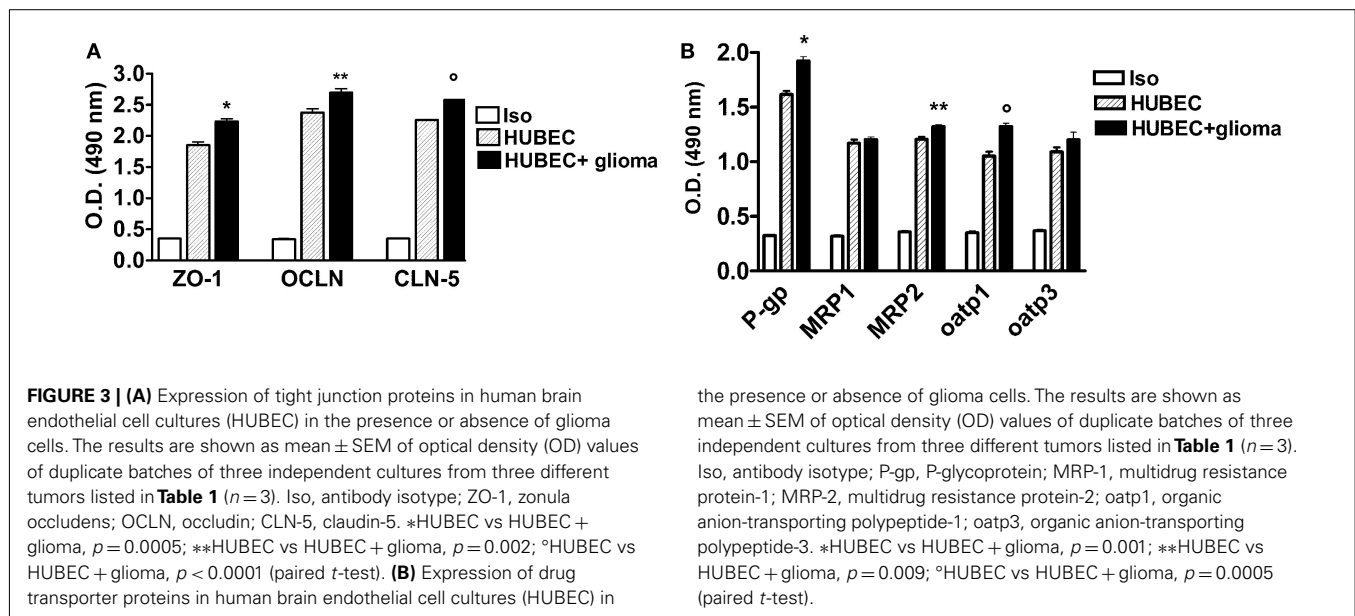 A
O.D. (490 nm)
3.0
2.5
2.0
1.5
1.0
0.5
0.0
*
**
°
ZO-1
OCLN
CLN-5
Iso
HUBEC
HUBEC+ glioma
B
O.D. (490 nm)
2.0
1.5
1.0
0.5
0.0
*
**
°
P-gp
MRP1
MRP2
oatp1
oatp3
Iso
HUBEC
HUBEC+glioma
FIGURE 3 | (A) Expression of tight junction proteins in human brain
endothelial cell cultures (HUBEC) in the presence or absence of glioma
cells. The results are shown as mean ± SEM of optical density (OD) values
of duplicate batches of three independent cultures from three different
tumors listed in Table 1 (n = 3). Iso, antibody isotype; ZO-1, zonula
occludens; OCLN, occludin; CLN-5, claudin-5. *HUBEC vs HUBEC +
glioma, p = 0.0005; **HUBEC vs HUBEC + glioma, p = 0.002; °HUBEC vs
HUBEC + glioma, p < 0.0001 (paired t-test). (B) Expression of drug
transporter proteins in human brain endothelial cell cultures (HUBEC) in
the presence or absence of glioma cells. The results are shown as
mean ± SEM of optical density (OD) values of duplicate batches of three
independent cultures from three different tumors listed in Table 1 (n = 3).
Iso, antibody isotype; P-gp, P-glycoprotein; MRP-1, multidrug resistance
protein-1; MRP-2, multidrug resistance protein-2; oatp1, organic
anion-transporting polypeptide-1; oatp3, organic anion-transporting
polypeptide-3. *HUBEC vs HUBEC + glioma, p = 0.001; **HUBEC vs
HUBEC + glioma, p = 0.009; °HUBEC vs HUBEC + glioma, p = 0.0005
(paired t-test).